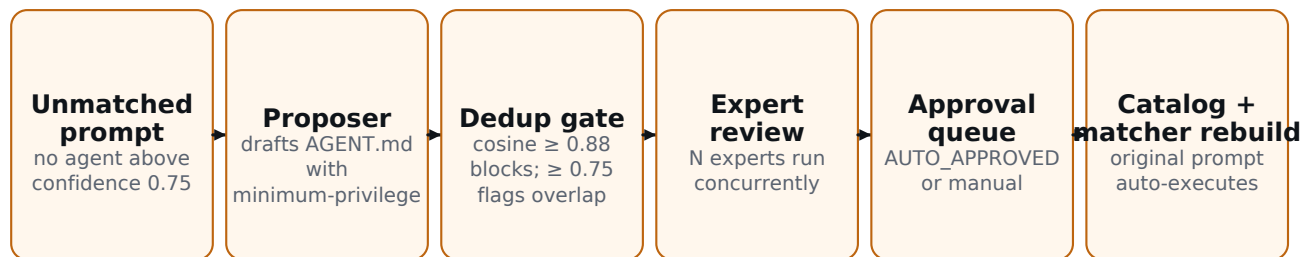 Unmatched
prompt
no agent above
confidence 0.75
Proposer
drafts AGENT.md
with
minimum-privilege
Dedup gate
cosine ≥ 0.88
blocks; ≥ 0.75
flags overlap
Expert
review
N experts run
concurrently
Approval
queue
AUTO_APPROVED
or manual
Catalog +
matcher rebuild
original prompt
auto-executes